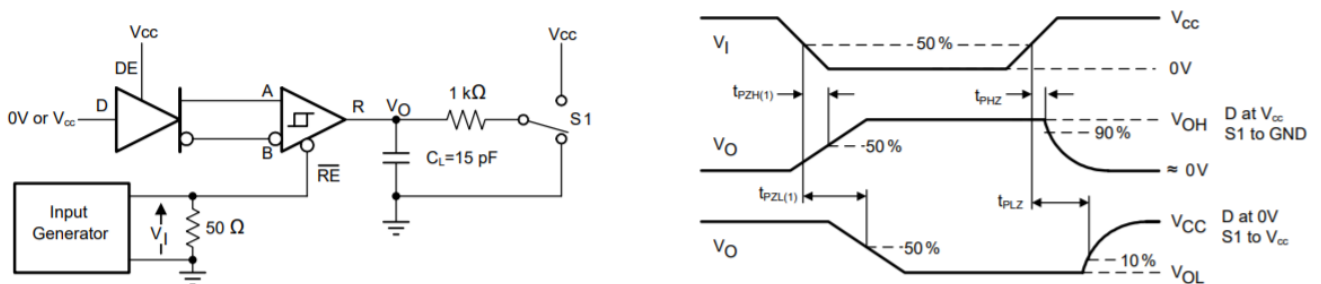 Vcc
DE
D
0V or Vcc
A
B
R
VO
1 kΩ
Vcc
S1
CL=15 pF
RE
Input
Generator
VI
50 Ω
VI
50 %
VCC
0V
tPZH(1)
tPHZ
VO
50 %
90 %
VOH
D at Vcc
S1 to GND
≈ 0V
tPZL(1)
tPLZ
VO
50 %
10 %
VCC
D at 0V
S1 to Vcc
VOL